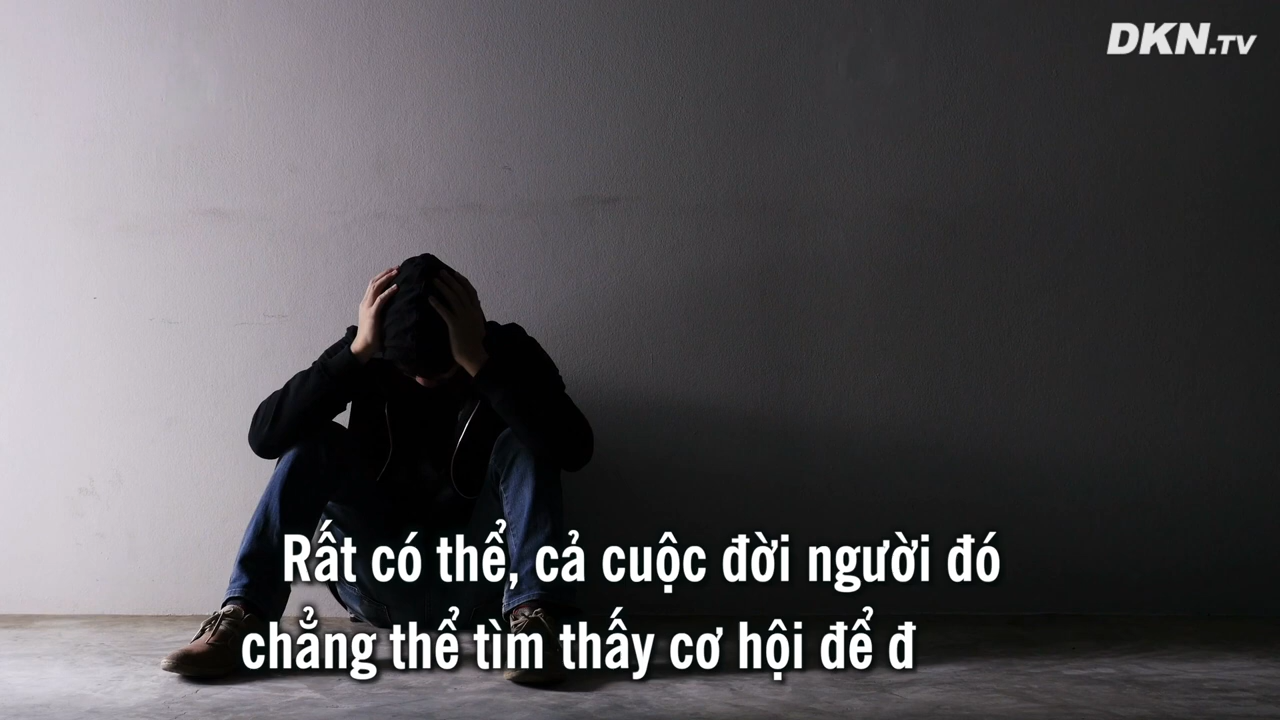 DKN.TV
Rất có thể, cả cuộc đời người đó
chẳng thể tìm thấy cơ hội để đ